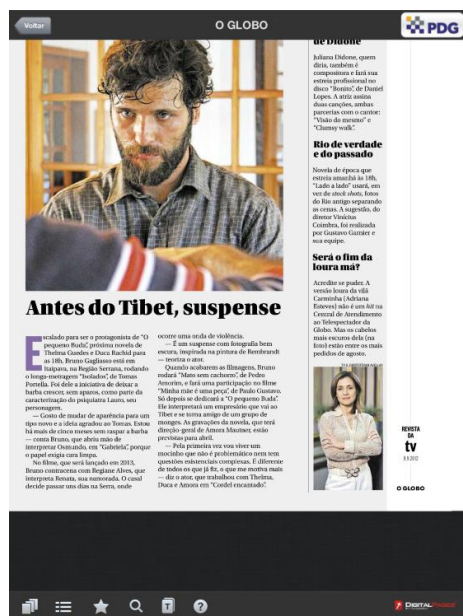 Voltar
O GLOBO
PDG
de Didone
Juliana Didone, quem
diria, também é
compositora e fará sua
estreia profissional no
disco "Bonito", de Daniel
Lopes. A atriz assina
duas canções, ambas
parcerias com o cantor:
"Visão do mesmo" e
"Clumsy walk".
Rio de verdade
e do passado
Novela de época que
estreia amanhã às 18h,
"Lado a lado" usará, em
vez de stock shots, fotos
do Rio antigo separando
as cenas. A sugestão, do
diretor Vinicius
Coimbra, foi realizada
por Gustavo Garnier e
sua equipe.
Será o fim da
loura má?
Acredite se puder. A
versão loura da vilã
Carminha (Adriana
Esteves) não é um hit na
Central de Atendimento
ao Telespectador da
Globo. Mas os cabelos
mais escuros dela (na
foto) estão entre os mais
pedidos de agosto.
Antes do Tibet, suspense
Escalado para ser o protagonista de "O
pequeno Buda", próxima novela de
Thelma Guedes e Duca Rachid para
as 18h, Bruno Gagliasso está em
Itaipava, na Região Serrana, rodando
o longa-metragem "Isolados", de Tomas
Portella. Foi dele a iniciativa de deixar a
barba crescer, sem aparos, como parte da
caracterização do psiquiatra Lauro, seu
personagem.
— Gosto de mudar de aparência para um
tipo novo e a ideia agradou ao Tomas. Estou
há mais de cinco meses sem raspar a barba
— conta Bruno, que abriu mão de
interpretar Osmundo, em "Gabriela", porque
o papel exigia cara limpa.
No filme, que será lançado em 2013,
Bruno contracena com Regiane Alves, que
interpreta Renata, sua namorada. O casal
decide passar uns dias na Serra, onde
ocorre uma onda de violência.
— É um suspense com fotografia bem
escura, inspirada na pintura de Rembrandt
— teoriza o ator.
Quando acabarem as filmagens, Bruno
rodará "Mato sem cachorro", de Pedro
Amorim, e fará uma participação no filme
"Minha mãe é uma peça", de Paulo Gustavo.
Só depois se dedicará a "O pequeno Buda".
Ele interpretará um empresário que vai ao
Tibet e se torna amigo de um grupo de
monges. As gravações da novela, que terá
direção-geral de Amora Mautner, estão
previstas para abril.
— Pela primeira vez vou viver um
mocinho que não é problemático nem tem
questões existenciais complexas. É diferente
de todos os que já fiz, o que me motiva mais
— diz o ator, que trabalhou com Thelma,
Duca e Amora em "Cordel encantado".
REVISTA
DA
tv
9.9.2012
O GLOBO
T
?
DIGITALPAGES